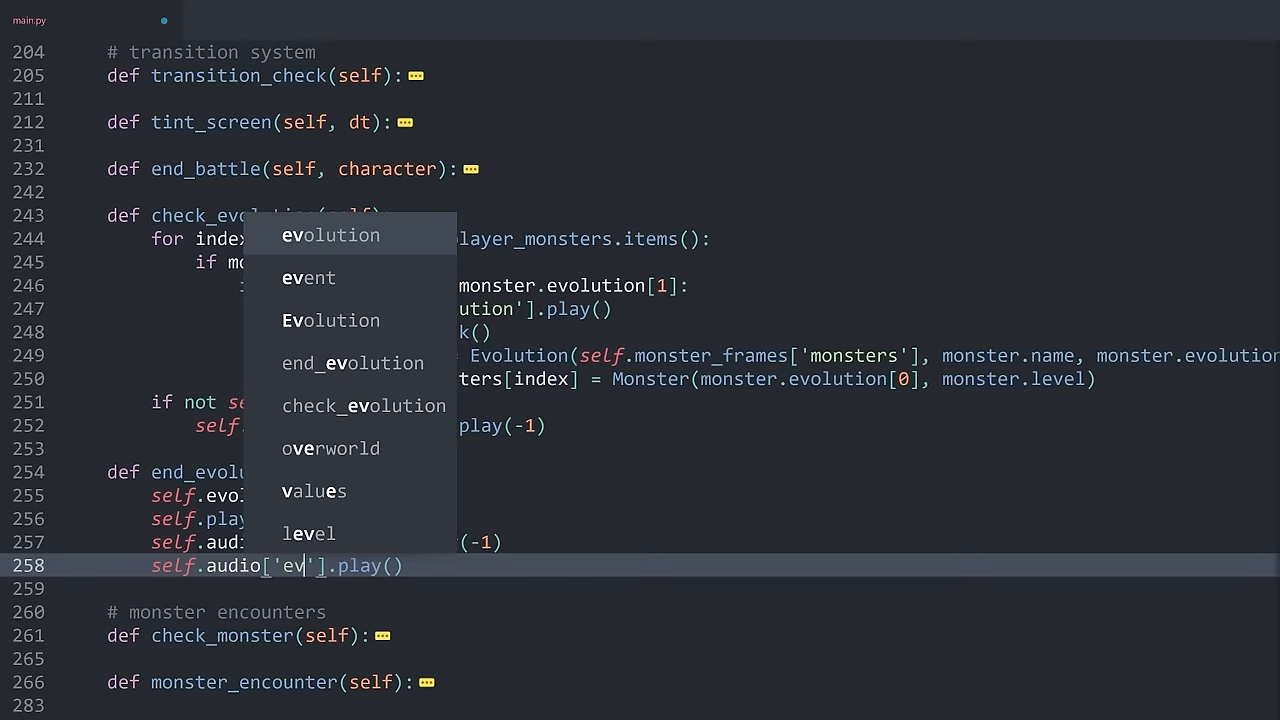 main.py
204 # transition system
205 def transition_check(self):
211
212 def tint_screen(self, dt):
231
232 def end_battle(self, character):
242
243 def check_evolution(self):
244 for index layer_monsters.items():
245 if mo
246 monster.evolution[1]:
247 ution'].play()
248 k()
249 = Evolution(self.monster_frames['monsters'], monster.name, monster.evolution
250 ters[index] = Monster(monster.evolution[0], monster.level)
251 if not se
252 self. play(-1)
253
254 def end_evolu
255 self.evol
256 self.play
257 self.audi (-1)
258 self.audio['ev'].play()
259
260 # monster encounters
261 def check_monster(self):
265
266 def monster_encounter(self):
283
evolution
event
Evolution
end_evolution
check_evolution
overworld
values
level